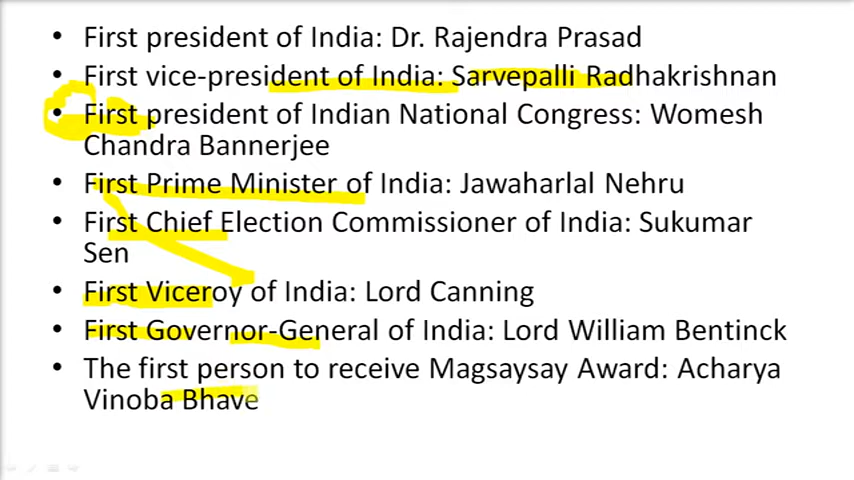 • First president of India: Dr. Rajendra Prasad
• First vice-president of India: Sarvepalli Radhakrishnan
• First president of Indian National Congress: Womesh
Chandra Bannerjee
• First Prime Minister of India: Jawaharlal Nehru
• First Chief Election Commissioner of India: Sukumar
Sen
• First Viceroy of India: Lord Canning
• First Governor-General of India: Lord William Bentinck
• The first person to receive Magsaysay Award: Acharya
Vinoba Bhave